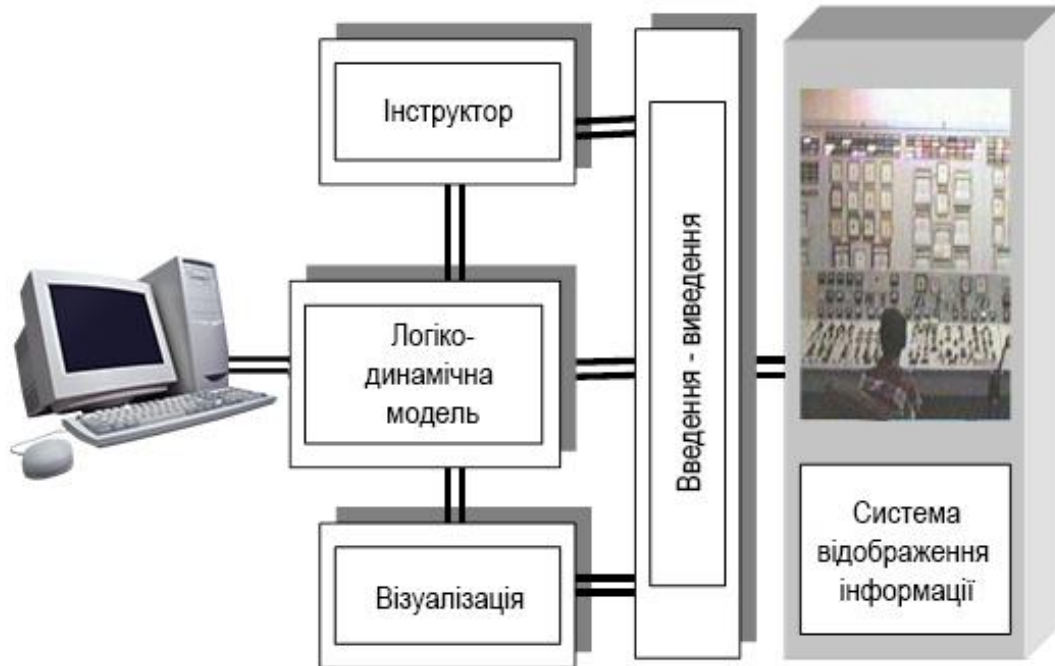 Інструктор
Логіко-
динамічна
модель
Візуалізація
Введення - виведення
Система
відображення
інформації